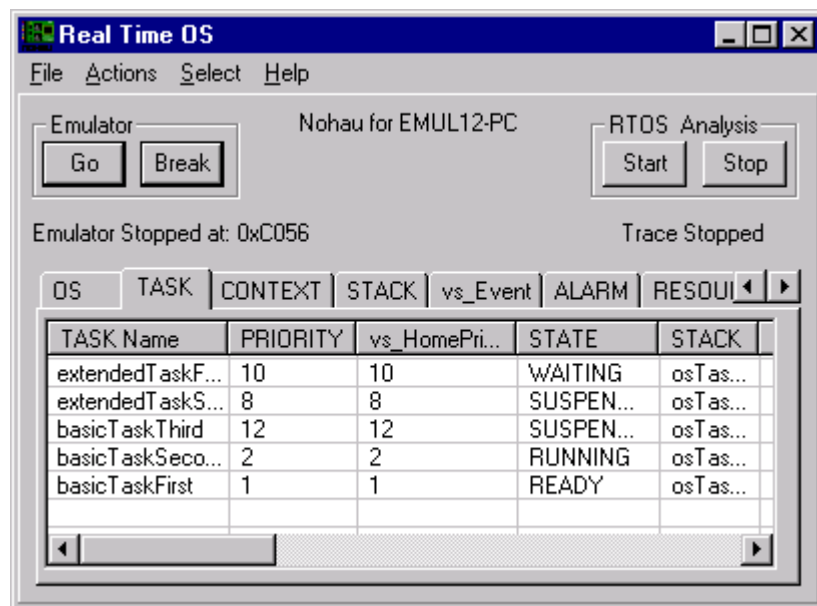 Real Time OS
File Actions Select Help
Emulator Nohau for EMUL12-PC RTOS Analysis
Go Break Start Stop
Emulator Stopped at: 0xC056 Trace Stopped
OS TASK CONTEXT STACK vs_Event ALARM RESOU
TASK Name PRIORITY vs_HomePri... STATE STACK
extendedTaskF... 10 10 WAITING osTas...
extendedTaskS... 8 8 SUSPEN... osTas...
basicTaskThird 12 12 SUSPEN... osTas...
basicTaskSeco... 2 2 RUNNING osTas...
basicTaskFirst 1 1 READY osTas...